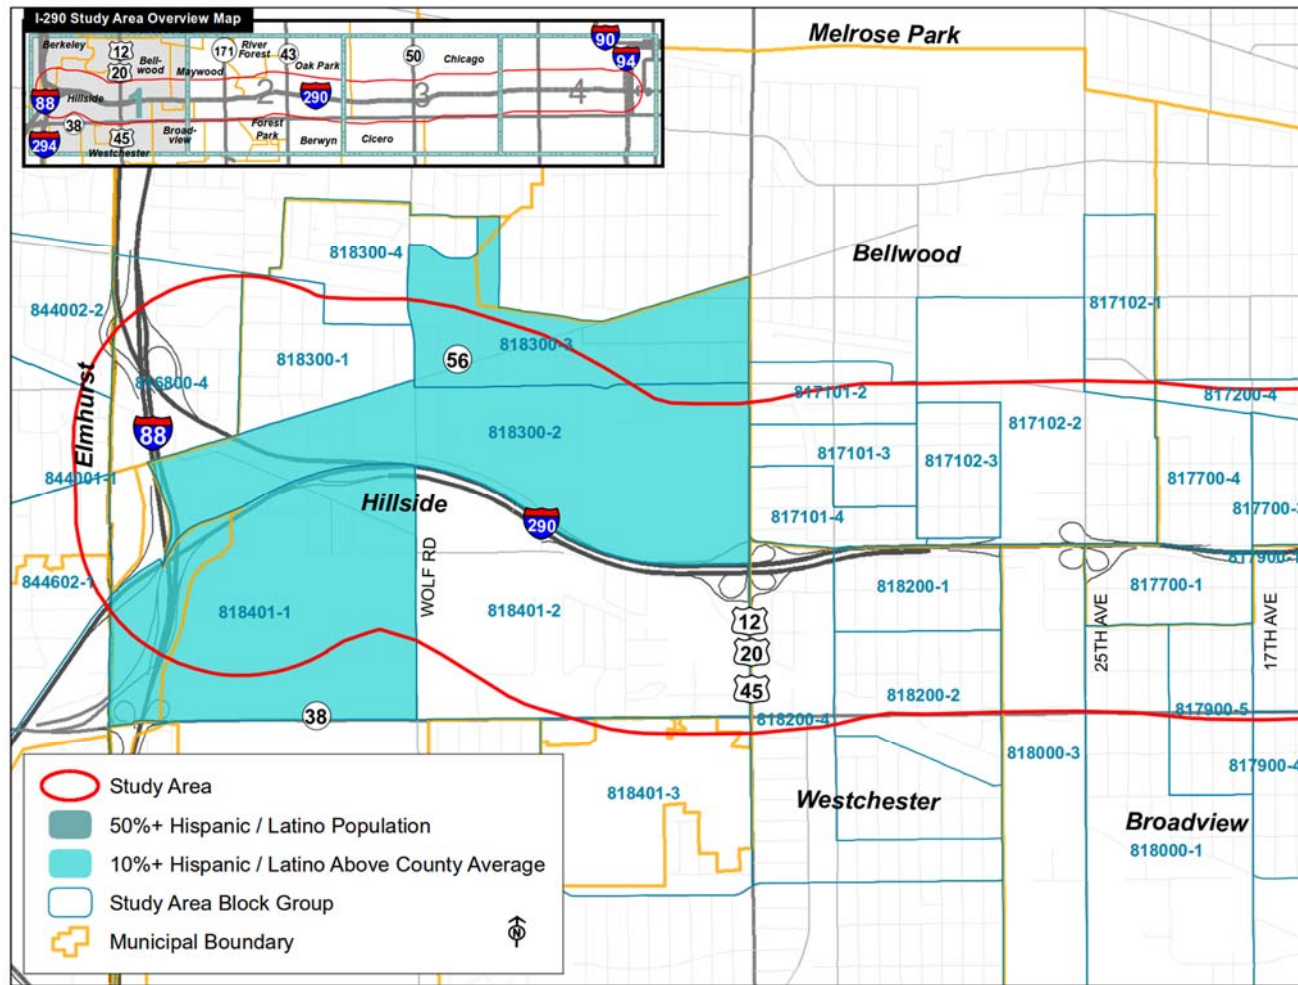 I-290 Study Area Overview Map
Berkeley
12
20
Bell-
wood
Maywood
171
River
Forest
43
Oak Park
50
Chicago
90
94
88
Hillside
1
2
290
3
4
38
294
45
Westchester
Broad-
view
Forest
Park
Berwyn
Cicero
Melrose Park
Bellwood
818300-4
844002-2
817102-1
818300-3
56
818300-1
816800-4
817101-2
817200-4
Elmhurst
88
818300-2
817102-2
817101-3
817102-3
844001-1
817700-4
Hillside
817700-3
817101-4
290
WOLF RD
817900-1
844602-1
818401-1
818401-2
818200-1
817700-1
12
20
45
25TH AVE
17TH AVE
818200-2
38
818200-4
817900-5
818000-3
817900-4
818401-3
Westchester
Broadview
818000-1
Study Area
50%+ Hispanic / Latino Population
10%+ Hispanic / Latino Above County Average
Study Area Block Group
Municipal Boundary
N